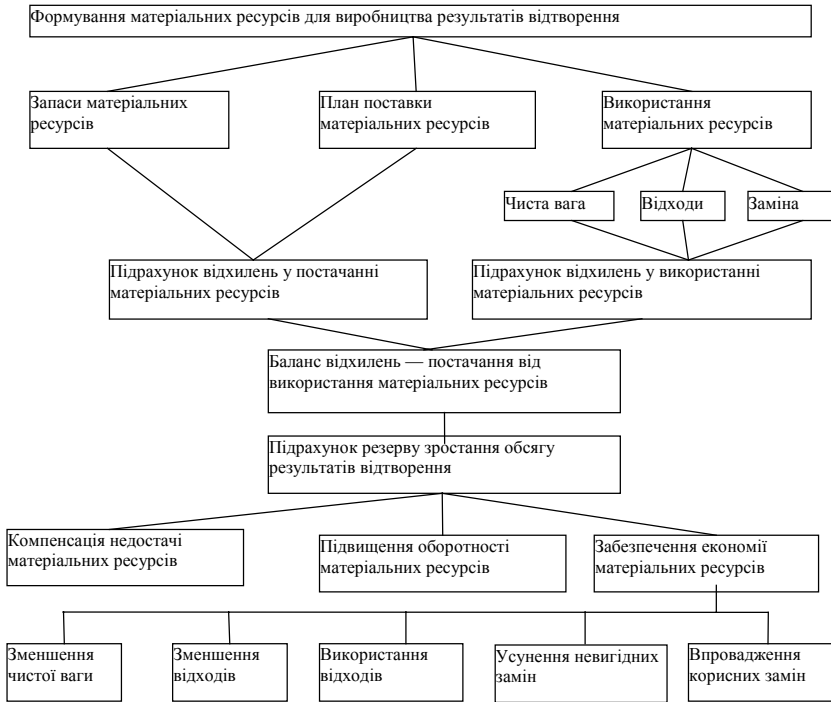 Формування матеріальних ресурсів для виробництва результатів відтворення
Запаси матеріальних
ресурсів
План поставки
матеріальних ресурсів
Використання
матеріальних ресурсів
Чиста вага
Відходи
Заміна
Підрахунок відхилень у постачанні
матеріальних ресурсів
Підрахунок відхилень у використанні
матеріальних ресурсів
Баланс відхилень — постачання від
використання матеріальних ресурсів
Підрахунок резерву зростання обсягу
результатів відтворення
Компенсація недостачі
матеріальних ресурсів
Підвищення оборотності
матеріальних ресурсів
Забезпечення економії
матеріальних ресурсів
Зменшення
чистої ваги
Зменшення
відходів
Використання
відходів
Усунення невигідних
замін
Впровадження
корисних замін